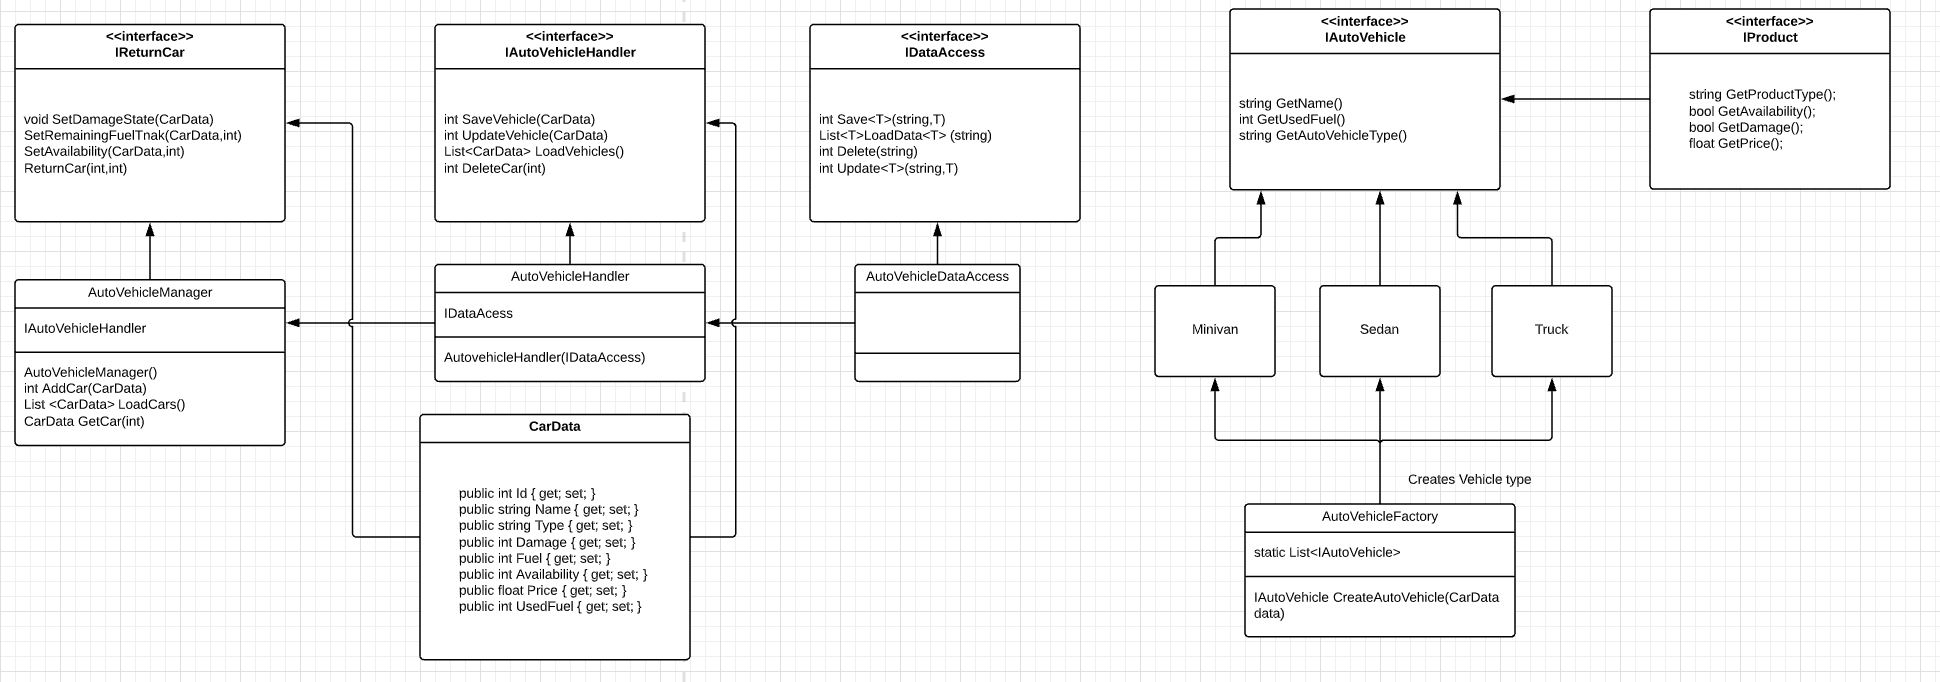 <<interface>>
IReturnCar
void SetDamageState(CarData)
SetRemainingFuelTnak(CarData,int)
SetAvailability(CarData,int)
ReturnCar(int,int)
<<interface>>
IAutoVehicleHandler
int SaveVehicle(CarData)
int UpdateVehicle(CarData)
List<CarData> LoadVehicles()
int DeleteCar(int)
<<interface>>
IDataAccess
int Save<T>(string,T)
List<T>LoadData<T> (string)
int Delete(string)
int Update<T>(string,T)
<<interface>>
IAutoVehicle
string GetName()
int GetUsedFuel()
string GetAutoVehicleType()
<<interface>>
IProduct
string GetProductType();
bool GetAvailability();
bool GetDamage();
float GetPrice();
AutoVehicleManager
IAutoVehicleHandler
AutoVehicleManager()
int AddCar(CarData)
List <CarData> LoadCars()
CarData GetCar(int)
AutoVehicleHandler
IDataAcess
AutovehicleHandler(IDataAccess)
AutoVehicleDataAccess
Minivan
Sedan
Truck
CarData
public int Id { get; set; }
public string Name { get; set; }
public string Type { get; set; }
public int Damage { get; set; }
public int Fuel { get; set; }
public int Availability { get; set; }
public float Price { get; set; }
public int UsedFuel { get; set; }
Creates Vehicle type
AutoVehicleFactory
static List<IAutoVehicle>
IAutoVehicle CreateAutoVehicle(CarData
data)